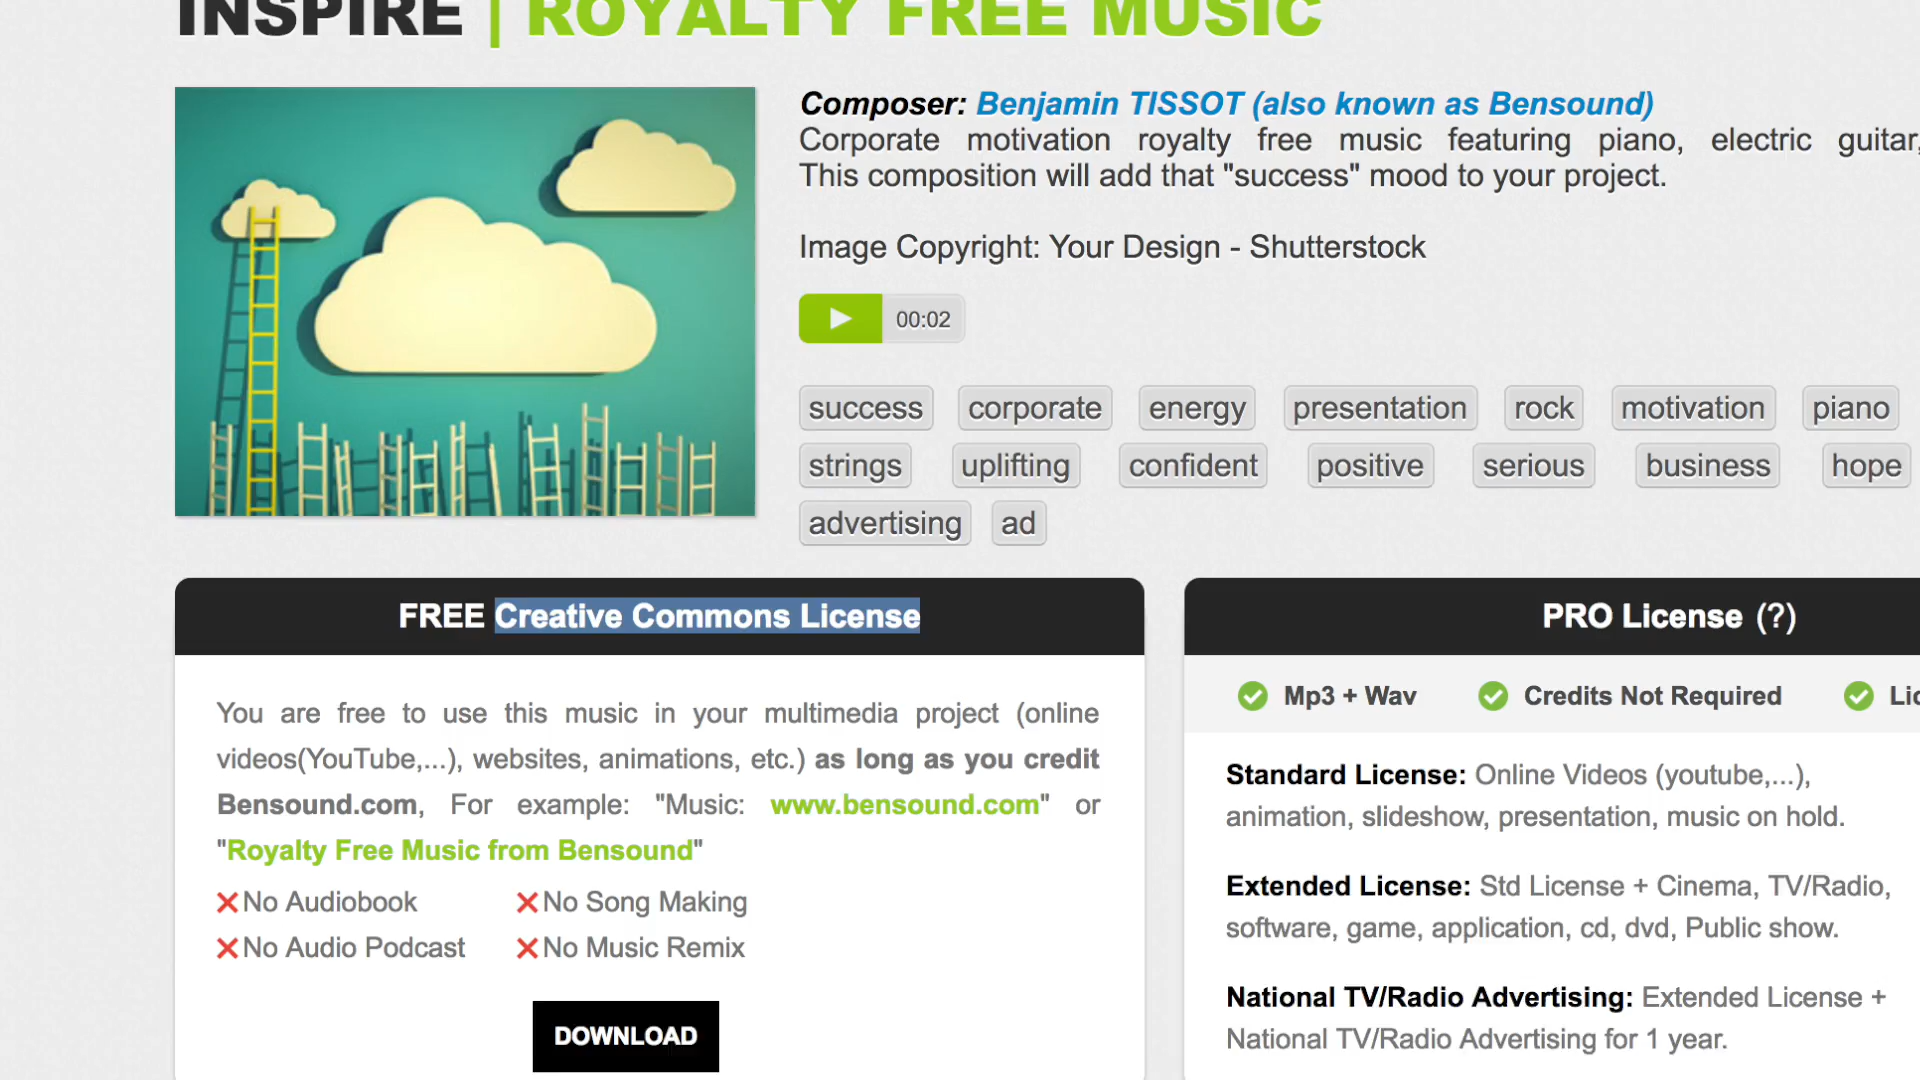 INSPIRE | ROYALTY FREE MUSIC
Composer: Benjamin TISSOT (also known as Bensound)
Corporate motivation royalty free music featuring piano, electric guitar,
This composition will add that "success" mood to your project.
Image Copyright: Your Design - Shutterstock
00:02
success corporate energy presentation rock motivation piano
strings uplifting confident positive serious business hope
advertising ad
FREE Creative Commons License
You are free to use this music in your multimedia project (online
videos(YouTube,...), websites, animations, etc.) as long as you credit
Bensound.com, For example: "Music: www.bensound.com" or
"Royalty Free Music from Bensound"
No Audiobook No Song Making
No Audio Podcast No Music Remix
DOWNLOAD
PRO License (?)
Mp3 + Wav Credits Not Required Lic
Standard License: Online Videos (youtube,...),
animation, slideshow, presentation, music on hold.
Extended License: Std License + Cinema, TV/Radio,
software, game, application, cd, dvd, Public show.
National TV/Radio Advertising: Extended License +
National TV/Radio Advertising for 1 year.